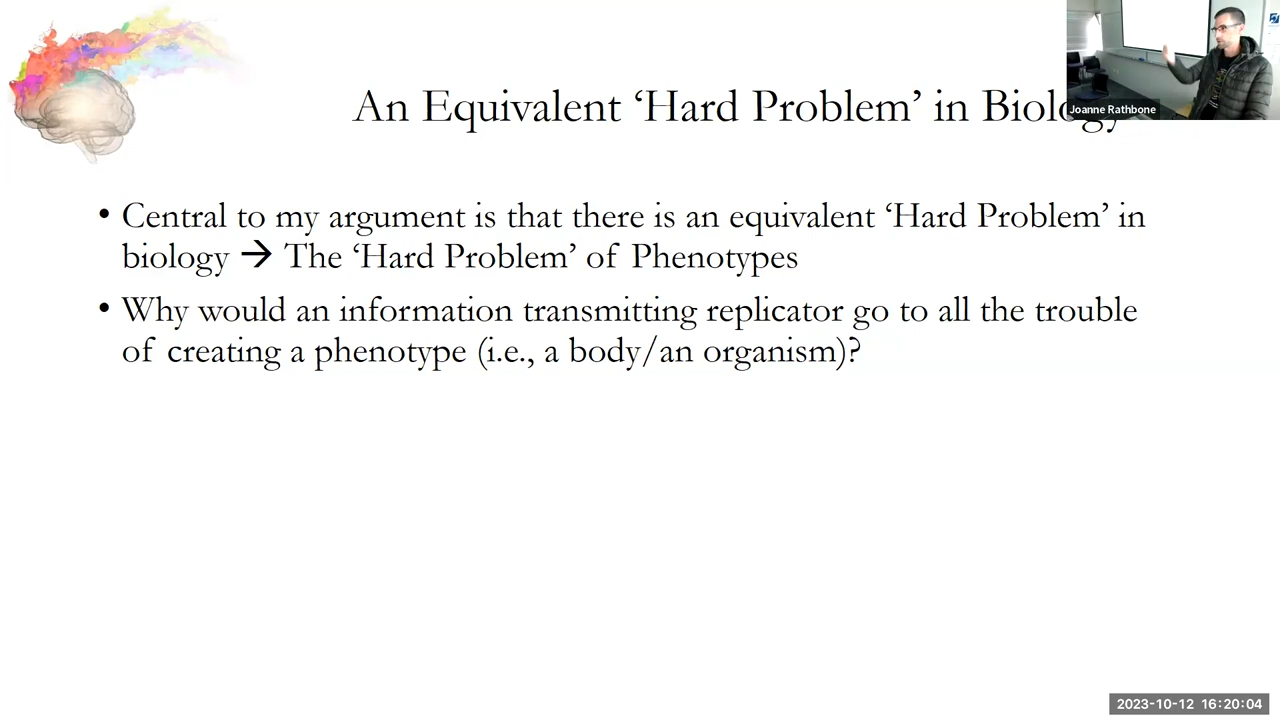 An Equivalent ‘Hard Problem’ in Biology
Joanne Rathbone
• Central to my argument is that there is an equivalent ‘Hard Problem’ in
biology → The ‘Hard Problem’ of Phenotypes
• Why would an information transmitting replicator go to all the trouble
of creating a phenotype (i.e., a body/an organism)?
2023-10-12 16:20:04